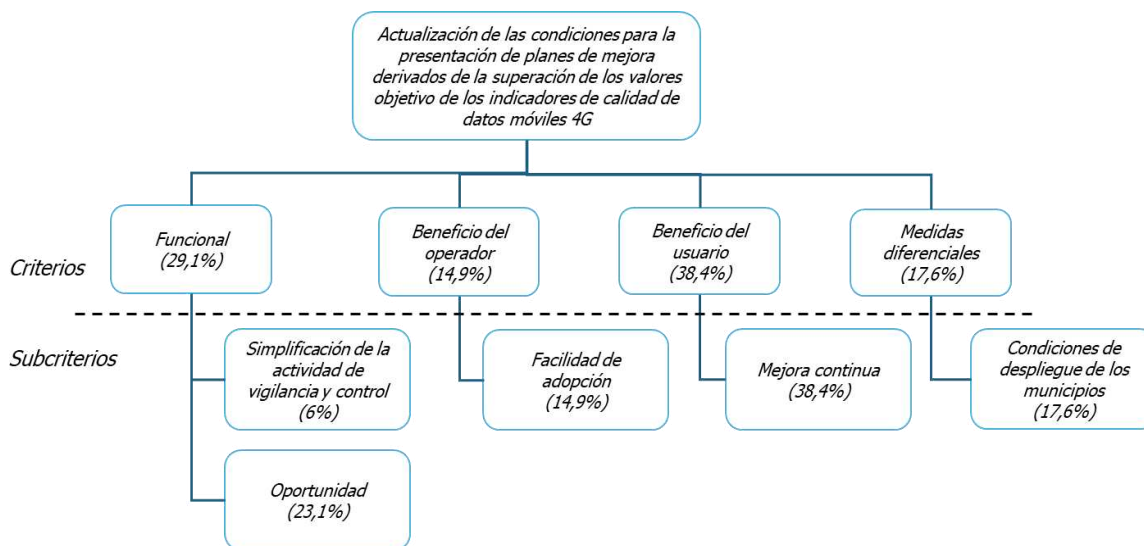 Actualización de las condiciones para la
presentación de planes de mejora
derivados de la superación de los valores
objetivo de los indicadores de calidad de
datos móviles 4G
Criterios
Funcional
(29,1%)
Beneficio del
operador
(14,9%)
Beneficio del
usuario
(38,4%)
Medidas
diferenciales
(17,6%)
Subcriterios
Simplificación de la
actividad de
vigilancia y control
(6%)
Facilidad de
adopción
(14,9%)
Mejora continua
(38,4%)
Condiciones de
despliegue de los
municipios
(17,6%)
Oportunidad
(23,1%)